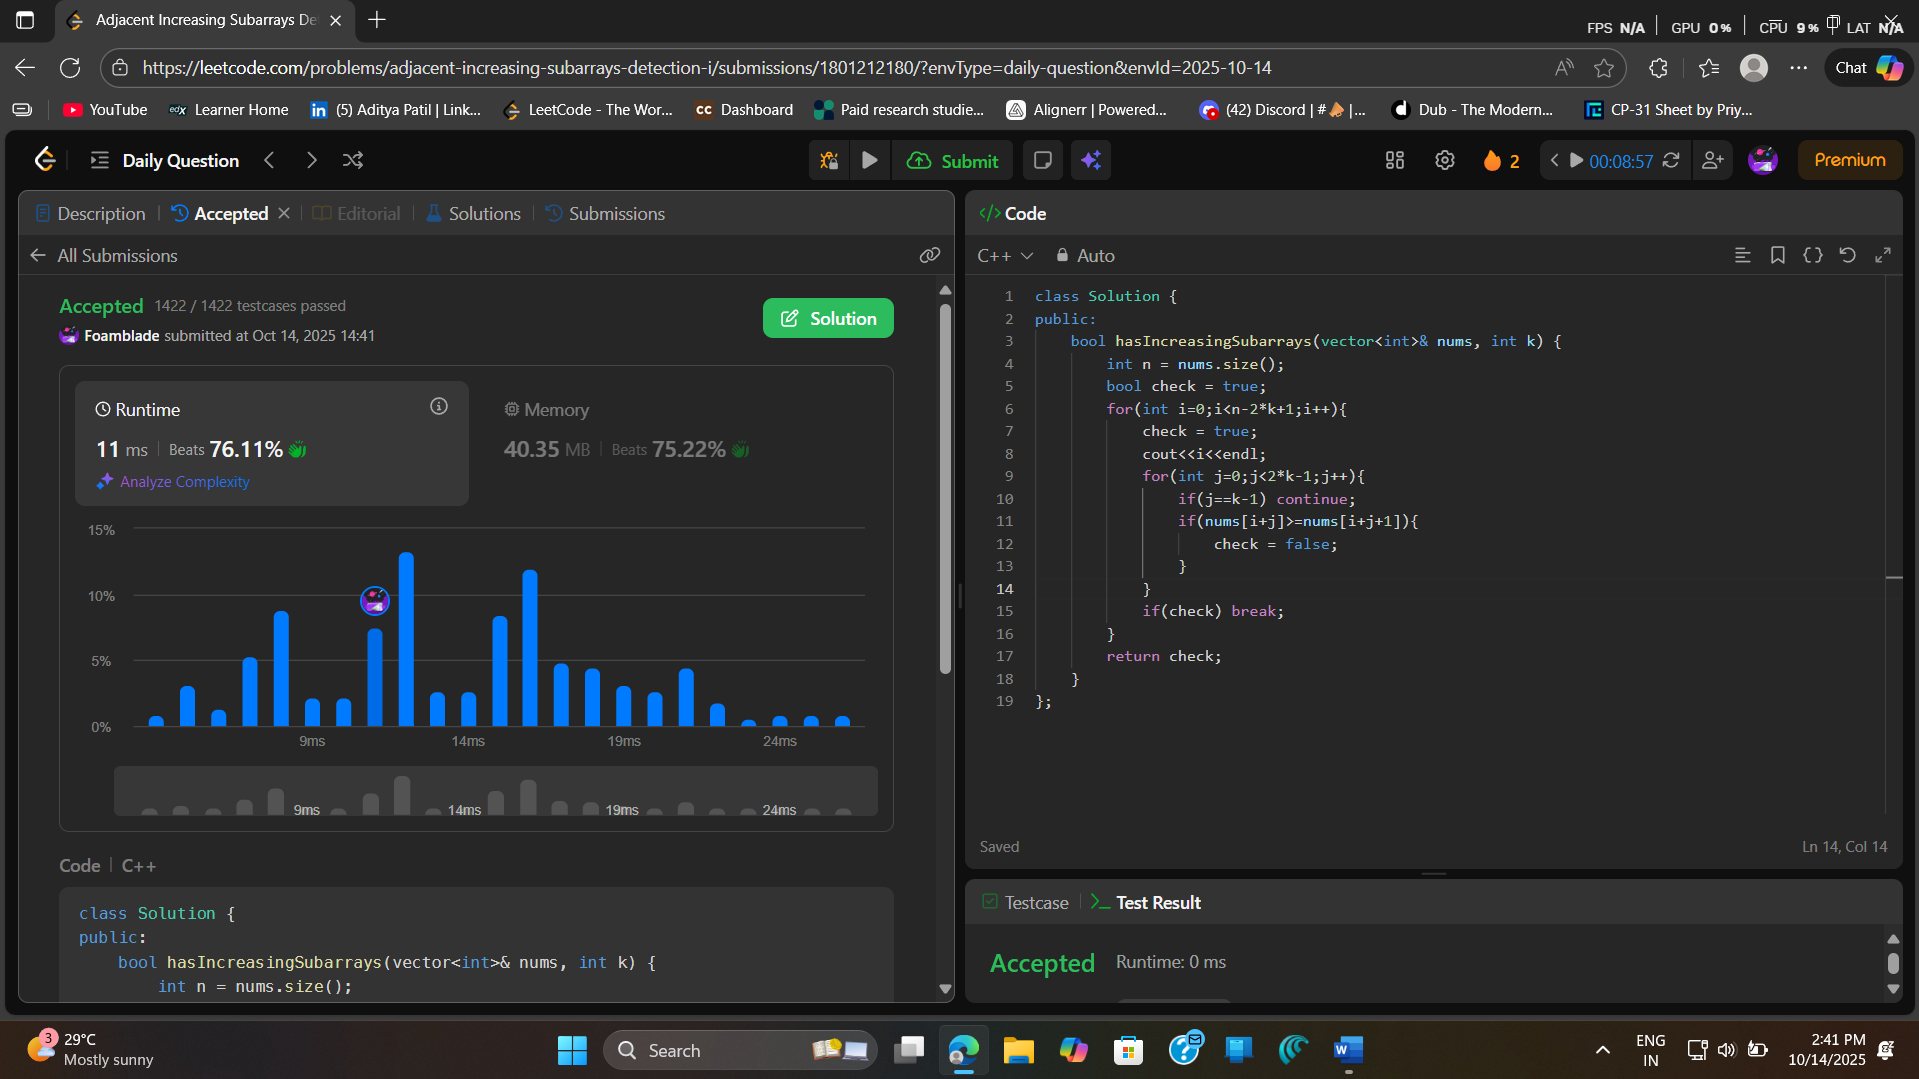 Adjacent Increasing Subarrays De
FPS N/A GPU 0% CPU 9% LAT N/A
https://leetcode.com/problems/adjacent-increasing-subarrays-detection-i/submissions/1801212180/?envType=daily-question&envId=2025-10-14
Chat
YouTube
edX Learner Home
in (5) Aditya Patil | Link...
LeetCode - The Wor...
CC Dashboard
Paid research studie...
Alignerr | Powered...
(42) Discord | #📣 |...
Dub - The Modern...
CP-31 Sheet by Priy...
Daily Question
Submit
2
00:08:57
Premium
Description
Accepted
Editorial
Solutions
Submissions
All Submissions
Accepted 1422 / 1422 testcases passed
Foamblade submitted at Oct 14, 2025 14:41
Solution
Runtime
11 ms Beats 76.11%
Analyze Complexity
Memory
40.35 MB Beats 75.22%
15%
10%
5%
0%
9ms 14ms 19ms 24ms
9ms 14ms 19ms 24ms
Code C++
class Solution {
public:
bool hasIncreasingSubarrays(vector<int>& nums, int k) {
int n = nums.size();
</> Code
C++ Auto
1 class Solution {
2 public:
3 bool hasIncreasingSubarrays(vector<int>& nums, int k) {
4 int n = nums.size();
5 bool check = true;
6 for(int i=0;i<n-2*k+1;i++){
7 check = true;
8 cout<<i<<endl;
9 for(int j=0;j<2*k-1;j++){
10 if(j==k-1) continue;
11 if(nums[i+j]>=nums[i+j+1]){
12 check = false;
13 }
14 }
15 if(check) break;
16 }
17 return check;
18 }
19 };
Saved
Ln 14, Col 14
Testcase
Test Result
Accepted Runtime: 0 ms
3
29°C
Mostly sunny
Search
W
ENG
IN
2:41 PM
10/14/2025